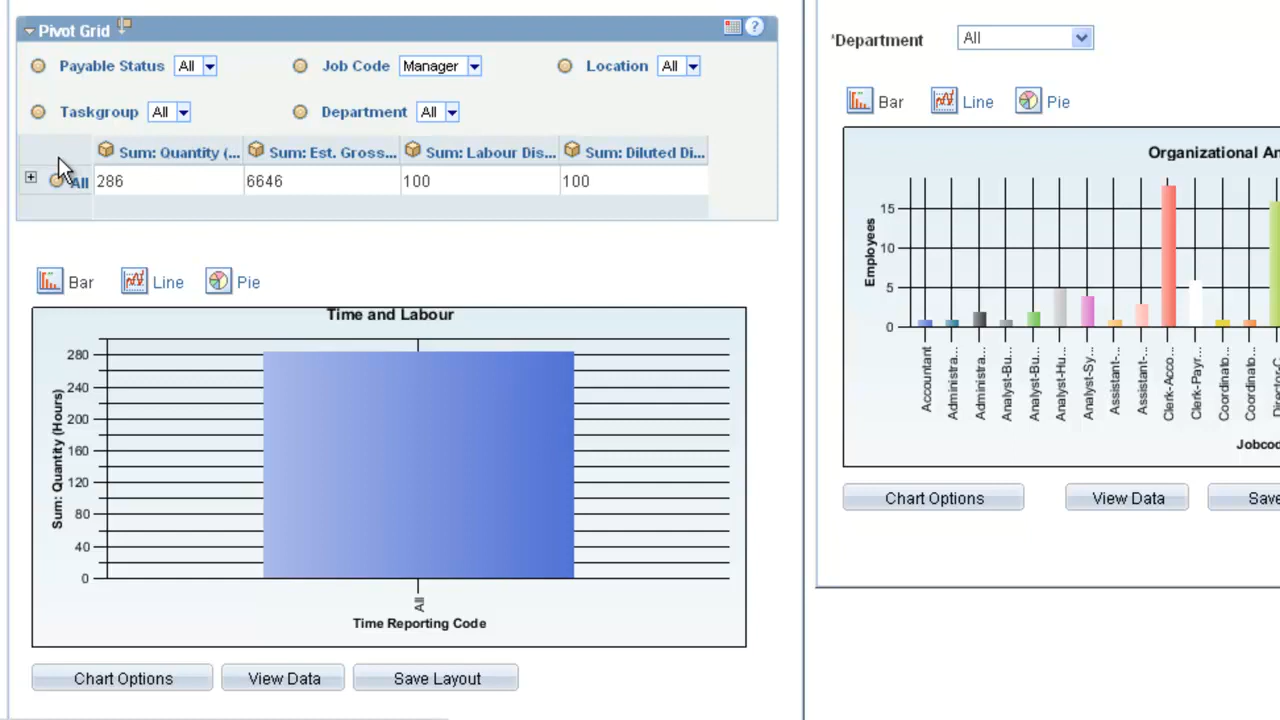 Pivot Grid
Payable Status All Job Code Manager Location All
Taskgroup All Department All
Sum: Quantity (... Sum: Est. Gross... Sum: Labour Dis... Sum: Diluted Di...
All 286 6646 100 100
Bar Line Pie
Time and Labour
Sum: Quantity (Hours)
280
240
200
160
120
80
40
0
All
Time Reporting Code
Chart Options View Data Save Layout
*Department All
Bar Line Pie
Organizational An
Employees
15
10
5
0
Accountant
Administra...
Administra...
Analyst-Bu...
Analyst-Bu...
Analyst-Hu...
Analyst-Sy...
Assistant-...
Assistant-...
Clerk-Acco...
Clerk-Payr...
Coordinato...
Coordinato...
Director-C
Jobcod
Chart Options View Data Save